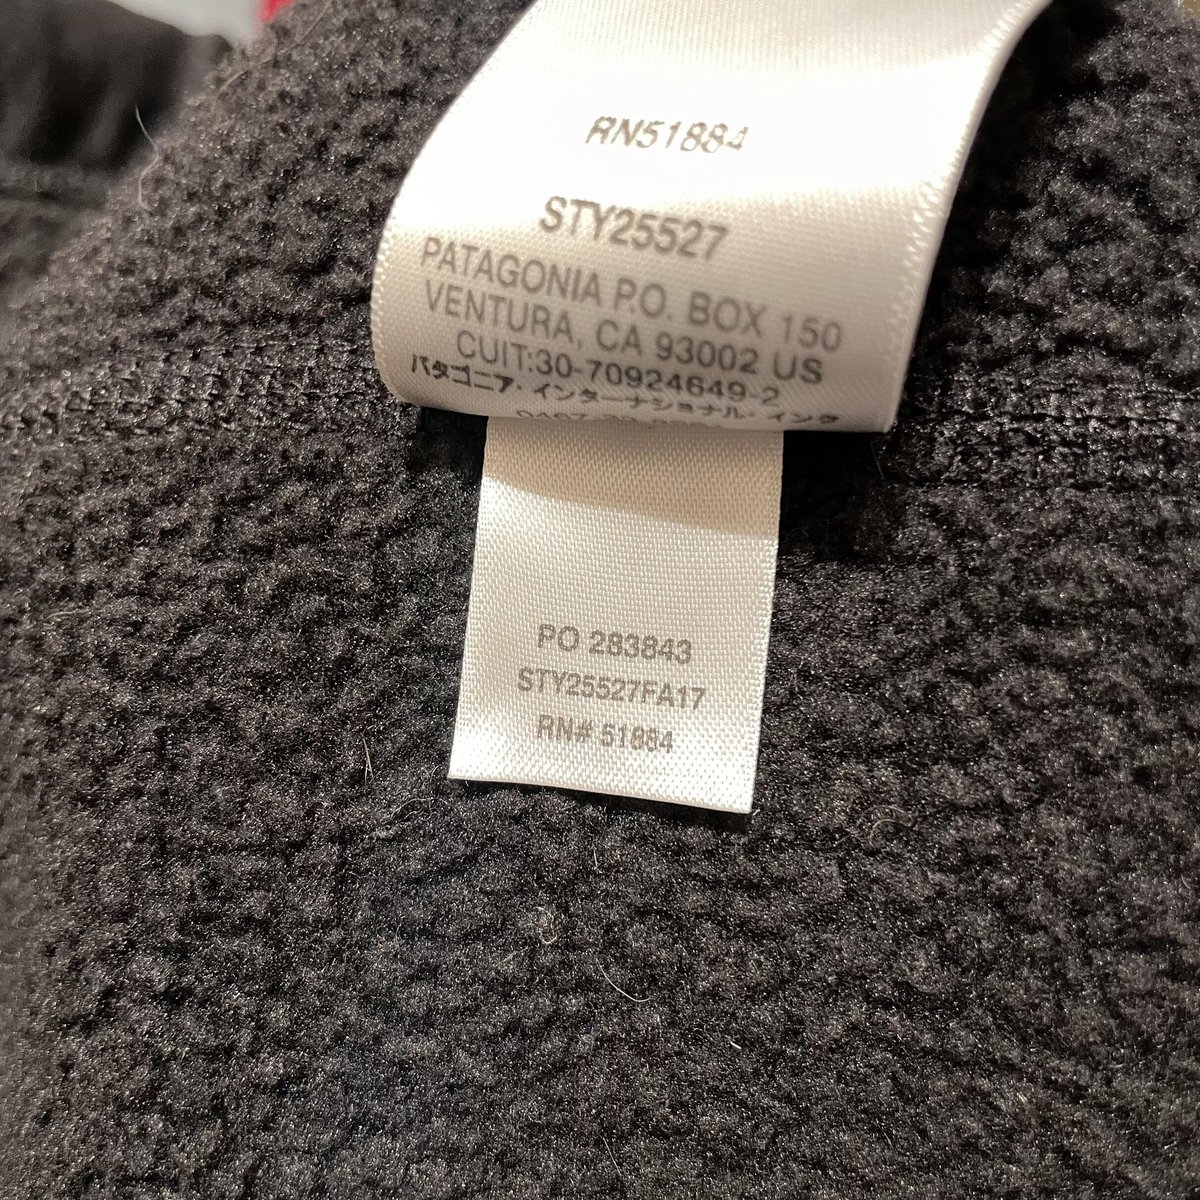 RN51884
STY25527
PATAGONIA P.O. BOX 150
VENTURA, CA 93002 US
CUIT:30-70924649-2
パタゴニア・インターナショナル・インク
PO 283843
STY25527FA17
RN# 51884